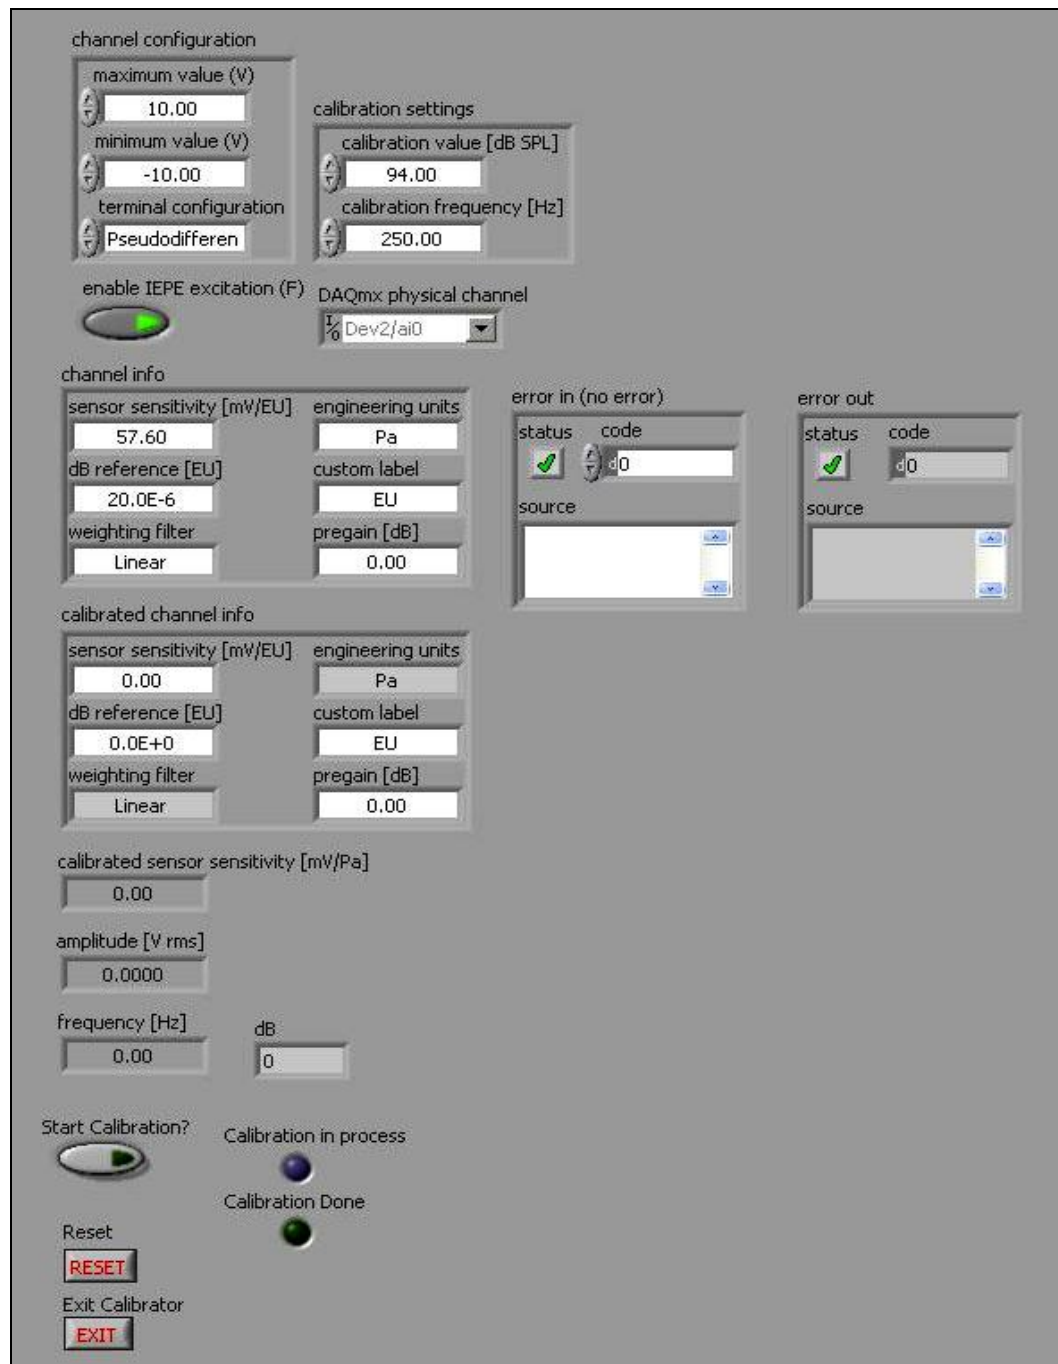 channel configuration
maximum value (V)
10.00
minimum value (V)
-10.00
terminal configuration
Pseudodifferen
calibration settings
calibration value [dB SPL]
94.00
calibration frequency [Hz]
250.00
enable IEPE excitation (F)
DAQmx physical channel
I/O Dev2/ai0
channel info
sensor sensitivity [mV/EU] engineering units
57.60 Pa
dB reference [EU] custom label
20.0E-6 EU
weighting filter pregain [dB]
Linear 0.00
error in (no error)
status code
d0
source
error out
status code
d0
source
calibrated channel info
sensor sensitivity [mV/EU] engineering units
0.00 Pa
dB reference [EU] custom label
0.0E+0 EU
weighting filter pregain [dB]
Linear 0.00
calibrated sensor sensitivity [mV/Pa]
0.00
amplitude [V rms]
0.0000
frequency [Hz] dB
0.00 0
Start Calibration?
Calibration in process
Calibration Done
Reset
RESET
Exit Calibrator
EXIT